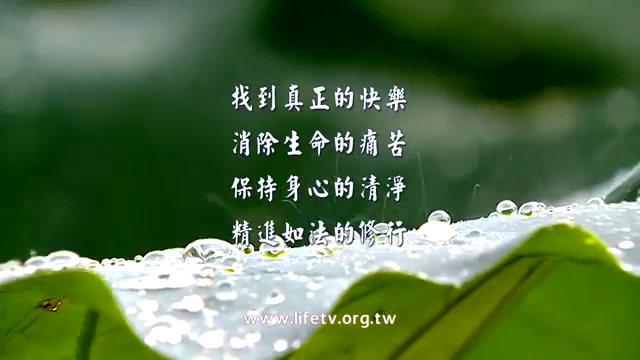 找到真正的快樂
消除生命的痛苦
保持身心的清淨
精進如法的修行
www.lifetv.org.tw